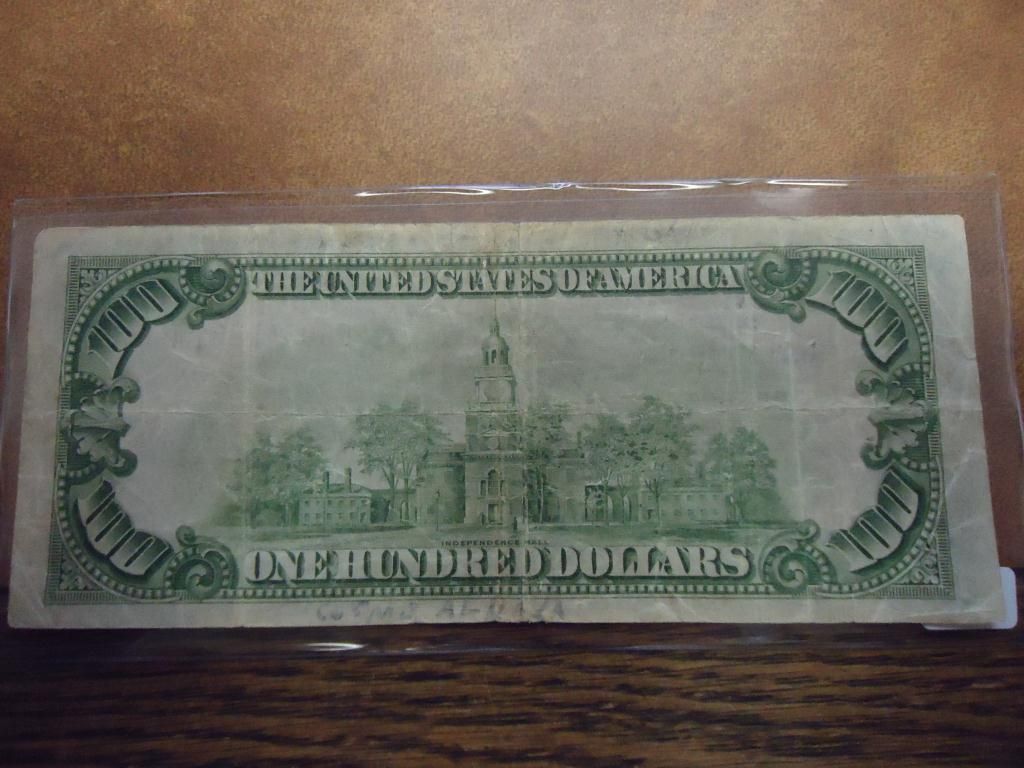 100 THE UNITED STATES OF AMERICA 100
INDEPENDENCE HALL
100 ONE HUNDRED DOLLARS 100